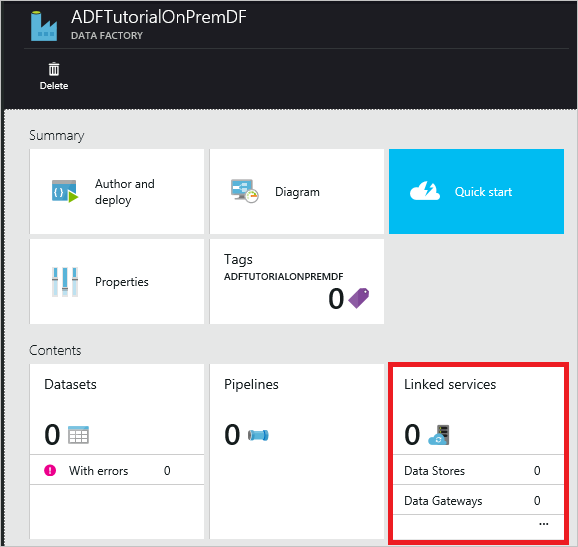 ADFTutorialOnPremDF
DATA FACTORY
Delete
Summary
Author and
deploy
Diagram
Quick start
Properties
Tags
ADFTUTORIALONPREMDF
0
Contents
Datasets
0
With errors 0
Pipelines
0
Linked services
0
Data Stores 0
Data Gateways 0
...